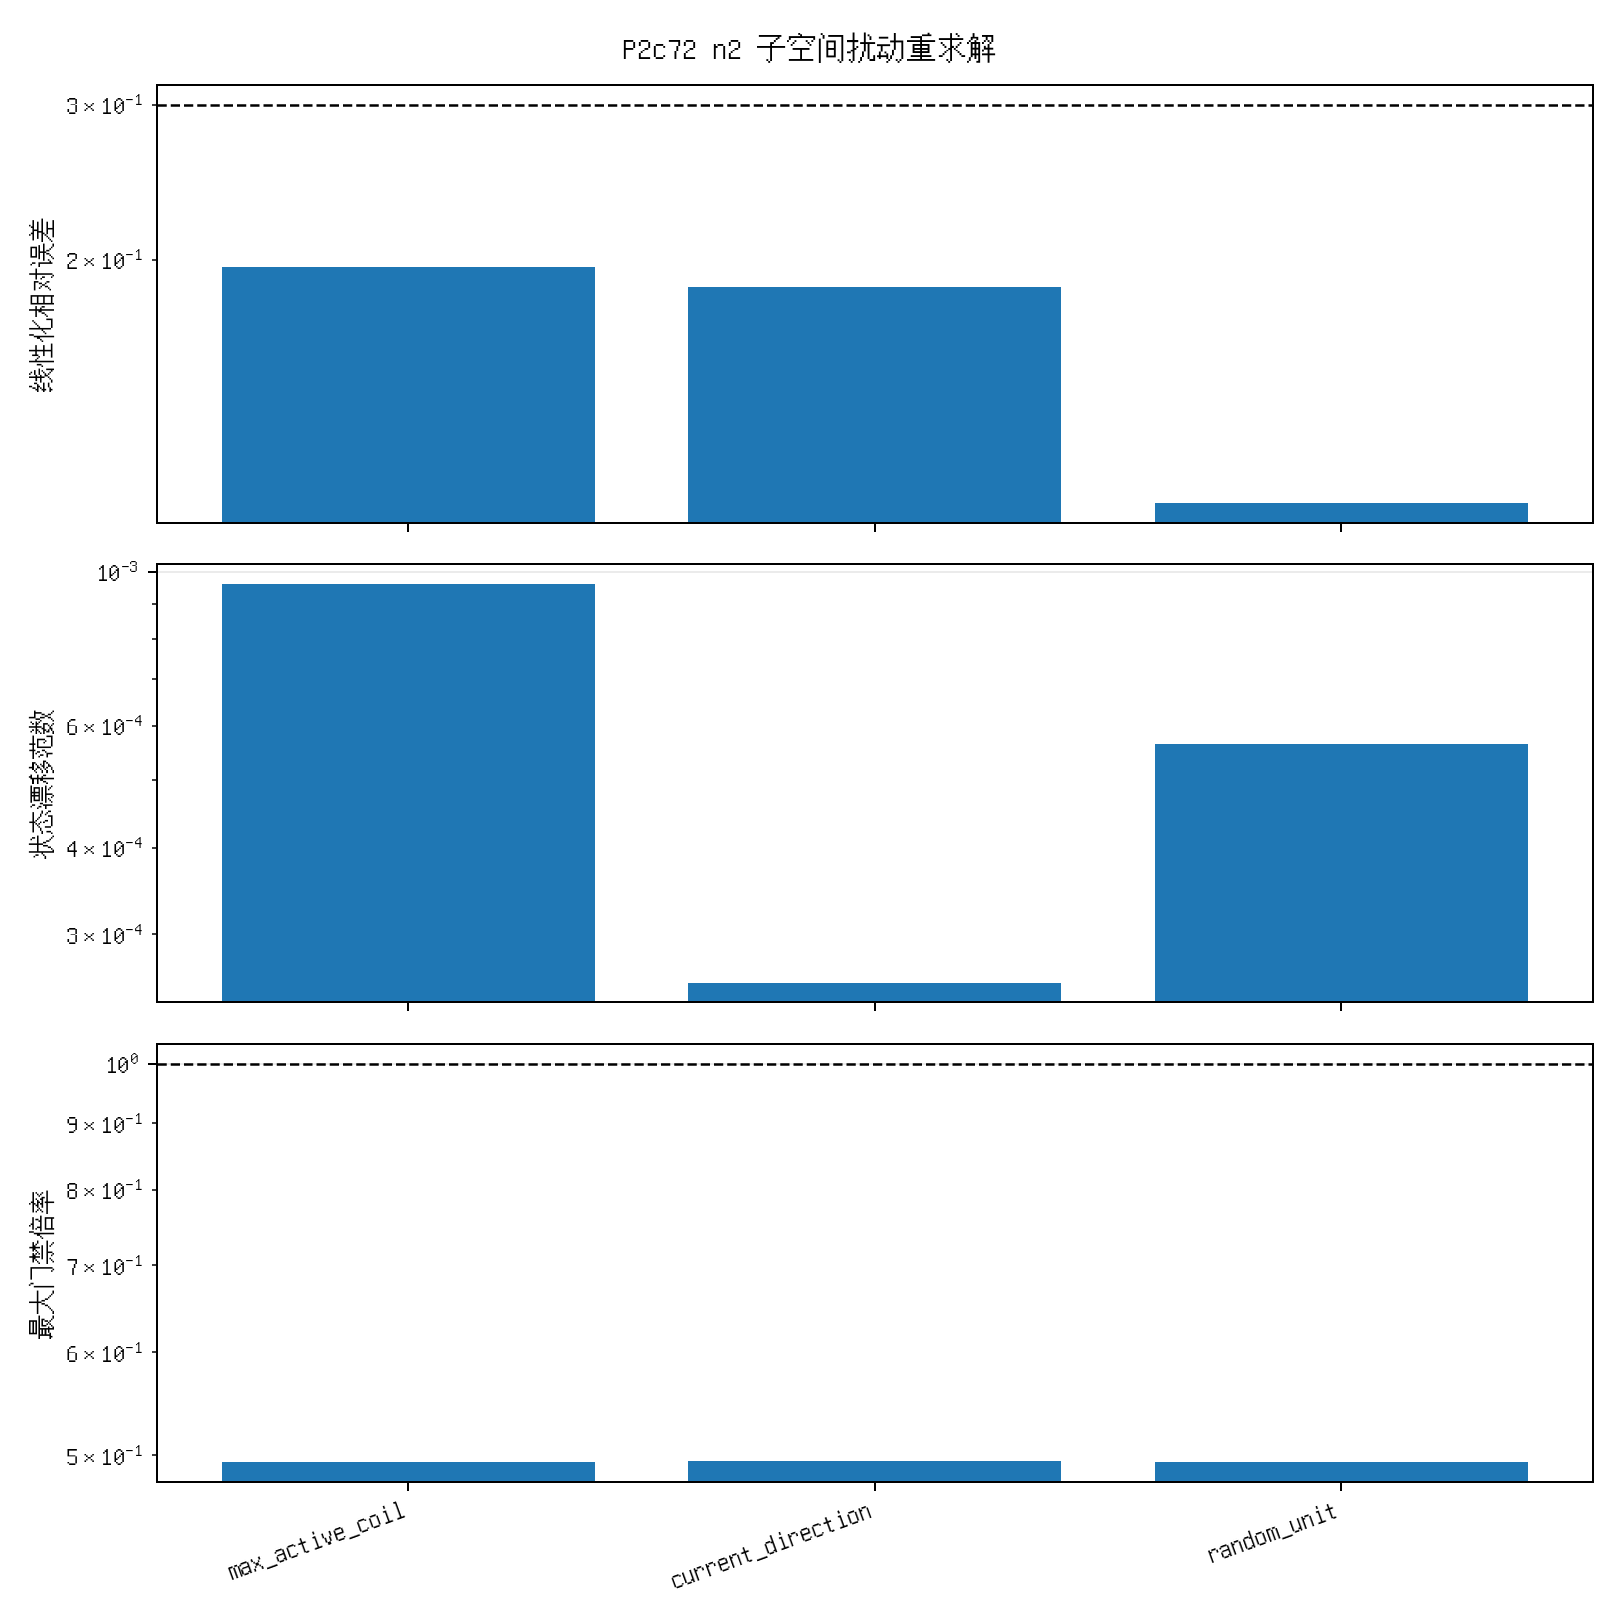 P2c72 n2 子空间扰动重求解
线性化相对误差
3×10⁻¹
2×10⁻¹
状态漂移范数
10⁻³
6×10⁻⁴
4×10⁻⁴
3×10⁻⁴
最大门禁倍率
10⁰
9×10⁻¹
8×10⁻¹
7×10⁻¹
6×10⁻¹
5×10⁻¹
max_active_coil
current_direction
random_unit